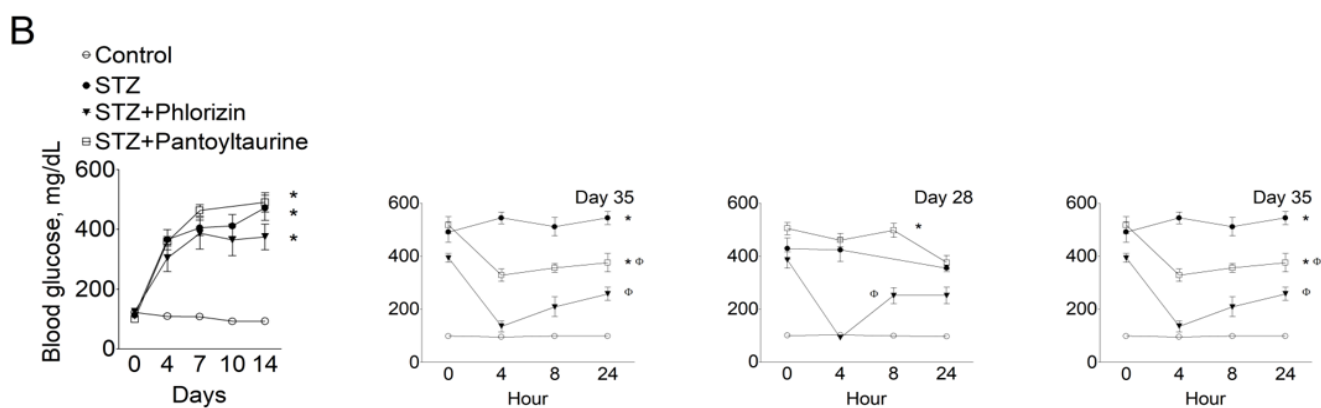 B
Control
STZ
STZ+Phlorizin
STZ+Pantoyltaurine
Blood glucose, mg/dL
600
400
200
0
0 4 7 10 14
Days
*
*
*
Day 35
600
400
200
0
0 4 8 24
Hour
*
* Φ
Φ
Day 28
600
400
200
0
0 4 8 24
Hour
*
Φ
Day 35
600
400
200
0
0 4 8 24
Hour
*
* Φ
Φ